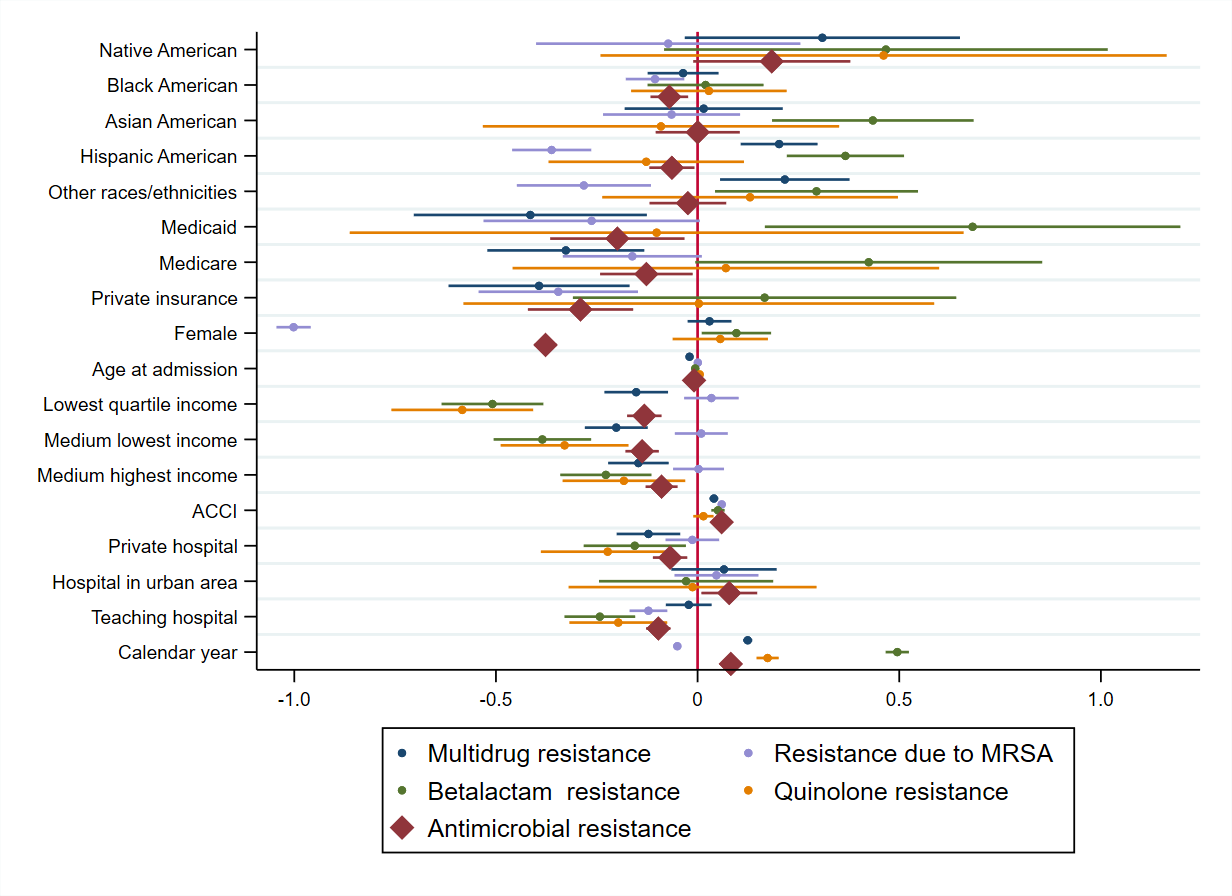 Native American
Black American
Asian American
Hispanic American
Other races/ethnicities
Medicaid
Medicare
Private insurance
Female
Age at admission
Lowest quartile income
Medium lowest income
Medium highest income
ACCI
Private hospital
Hospital in urban area
Teaching hospital
Calendar year
-1.0 -0.5 0 0.5 1.0
Multidrug resistance Resistance due to MRSA
Betalactam  resistance Quinolone resistance
Antimicrobial resistance